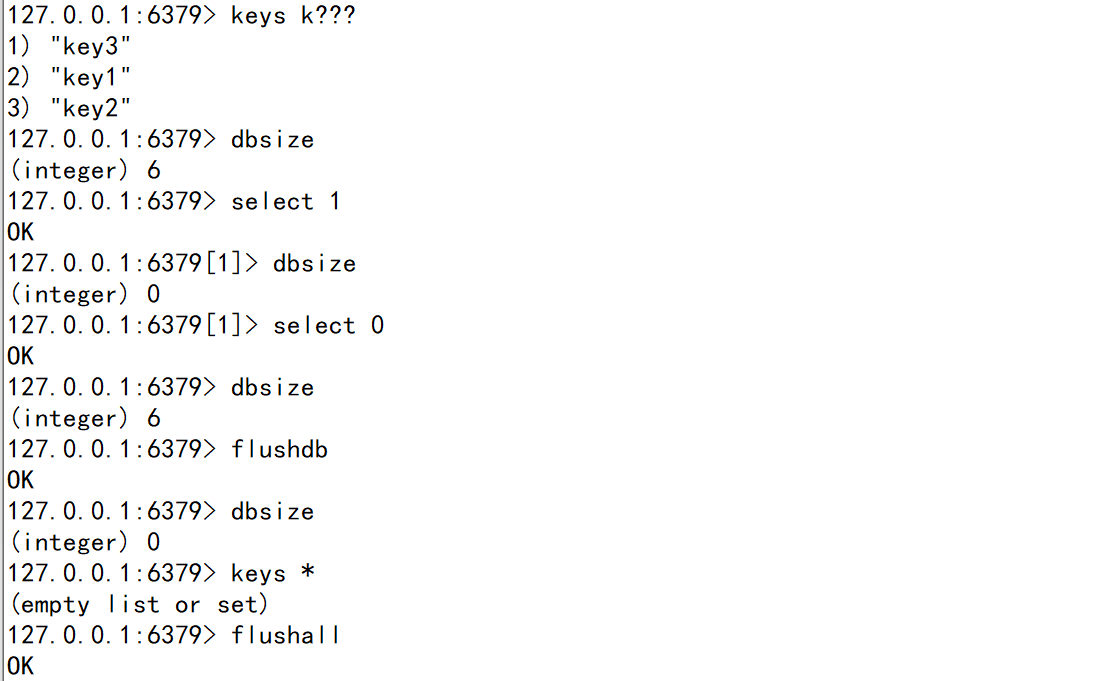 127.0.0.1:6379> keys k???
1) "key3"
2) "key1"
3) "key2"
127.0.0.1:6379> dbsize
(integer) 6
127.0.0.1:6379> select 1
OK
127.0.0.1:6379[1]> dbsize
(integer) 0
127.0.0.1:6379[1]> select 0
OK
127.0.0.1:6379> dbsize
(integer) 6
127.0.0.1:6379> flushdb
OK
127.0.0.1:6379> dbsize
(integer) 0
127.0.0.1:6379> keys *
(empty list or set)
127.0.0.1:6379> flushall
OK